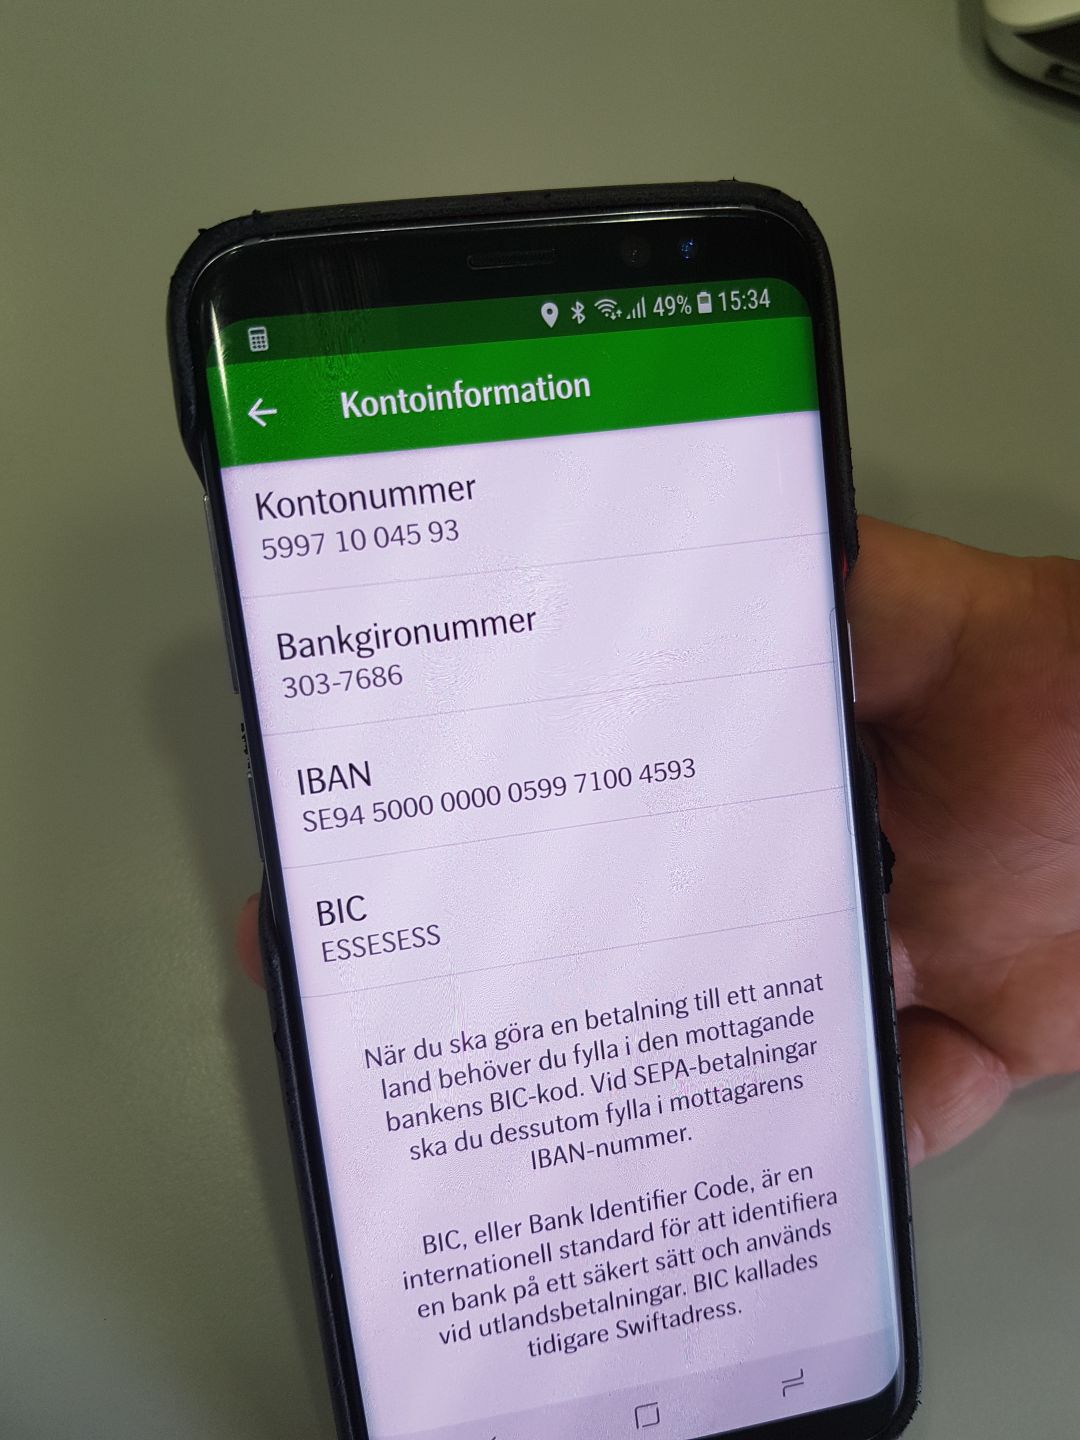 49% 15:34
Kontoinformation
Kontonummer
5997 10 045 93
Bankgironummer
303-7686
IBAN
SE94 5000 0000 0599 7100 4593
BIC
ESSESESS
När du ska göra en betalning till ett annat
land behöver du fylla i den mottagande
bankens BIC-kod. Vid SEPA-betalningar
ska du dessutom fylla i mottagarens
IBAN-nummer.
BIC, eller Bank Identifier Code, är en
internationell standard för att identifiera
en bank på ett säkert sätt och används
vid utlandsbetalningar. BIC kallades
tidigare Swiftadress.